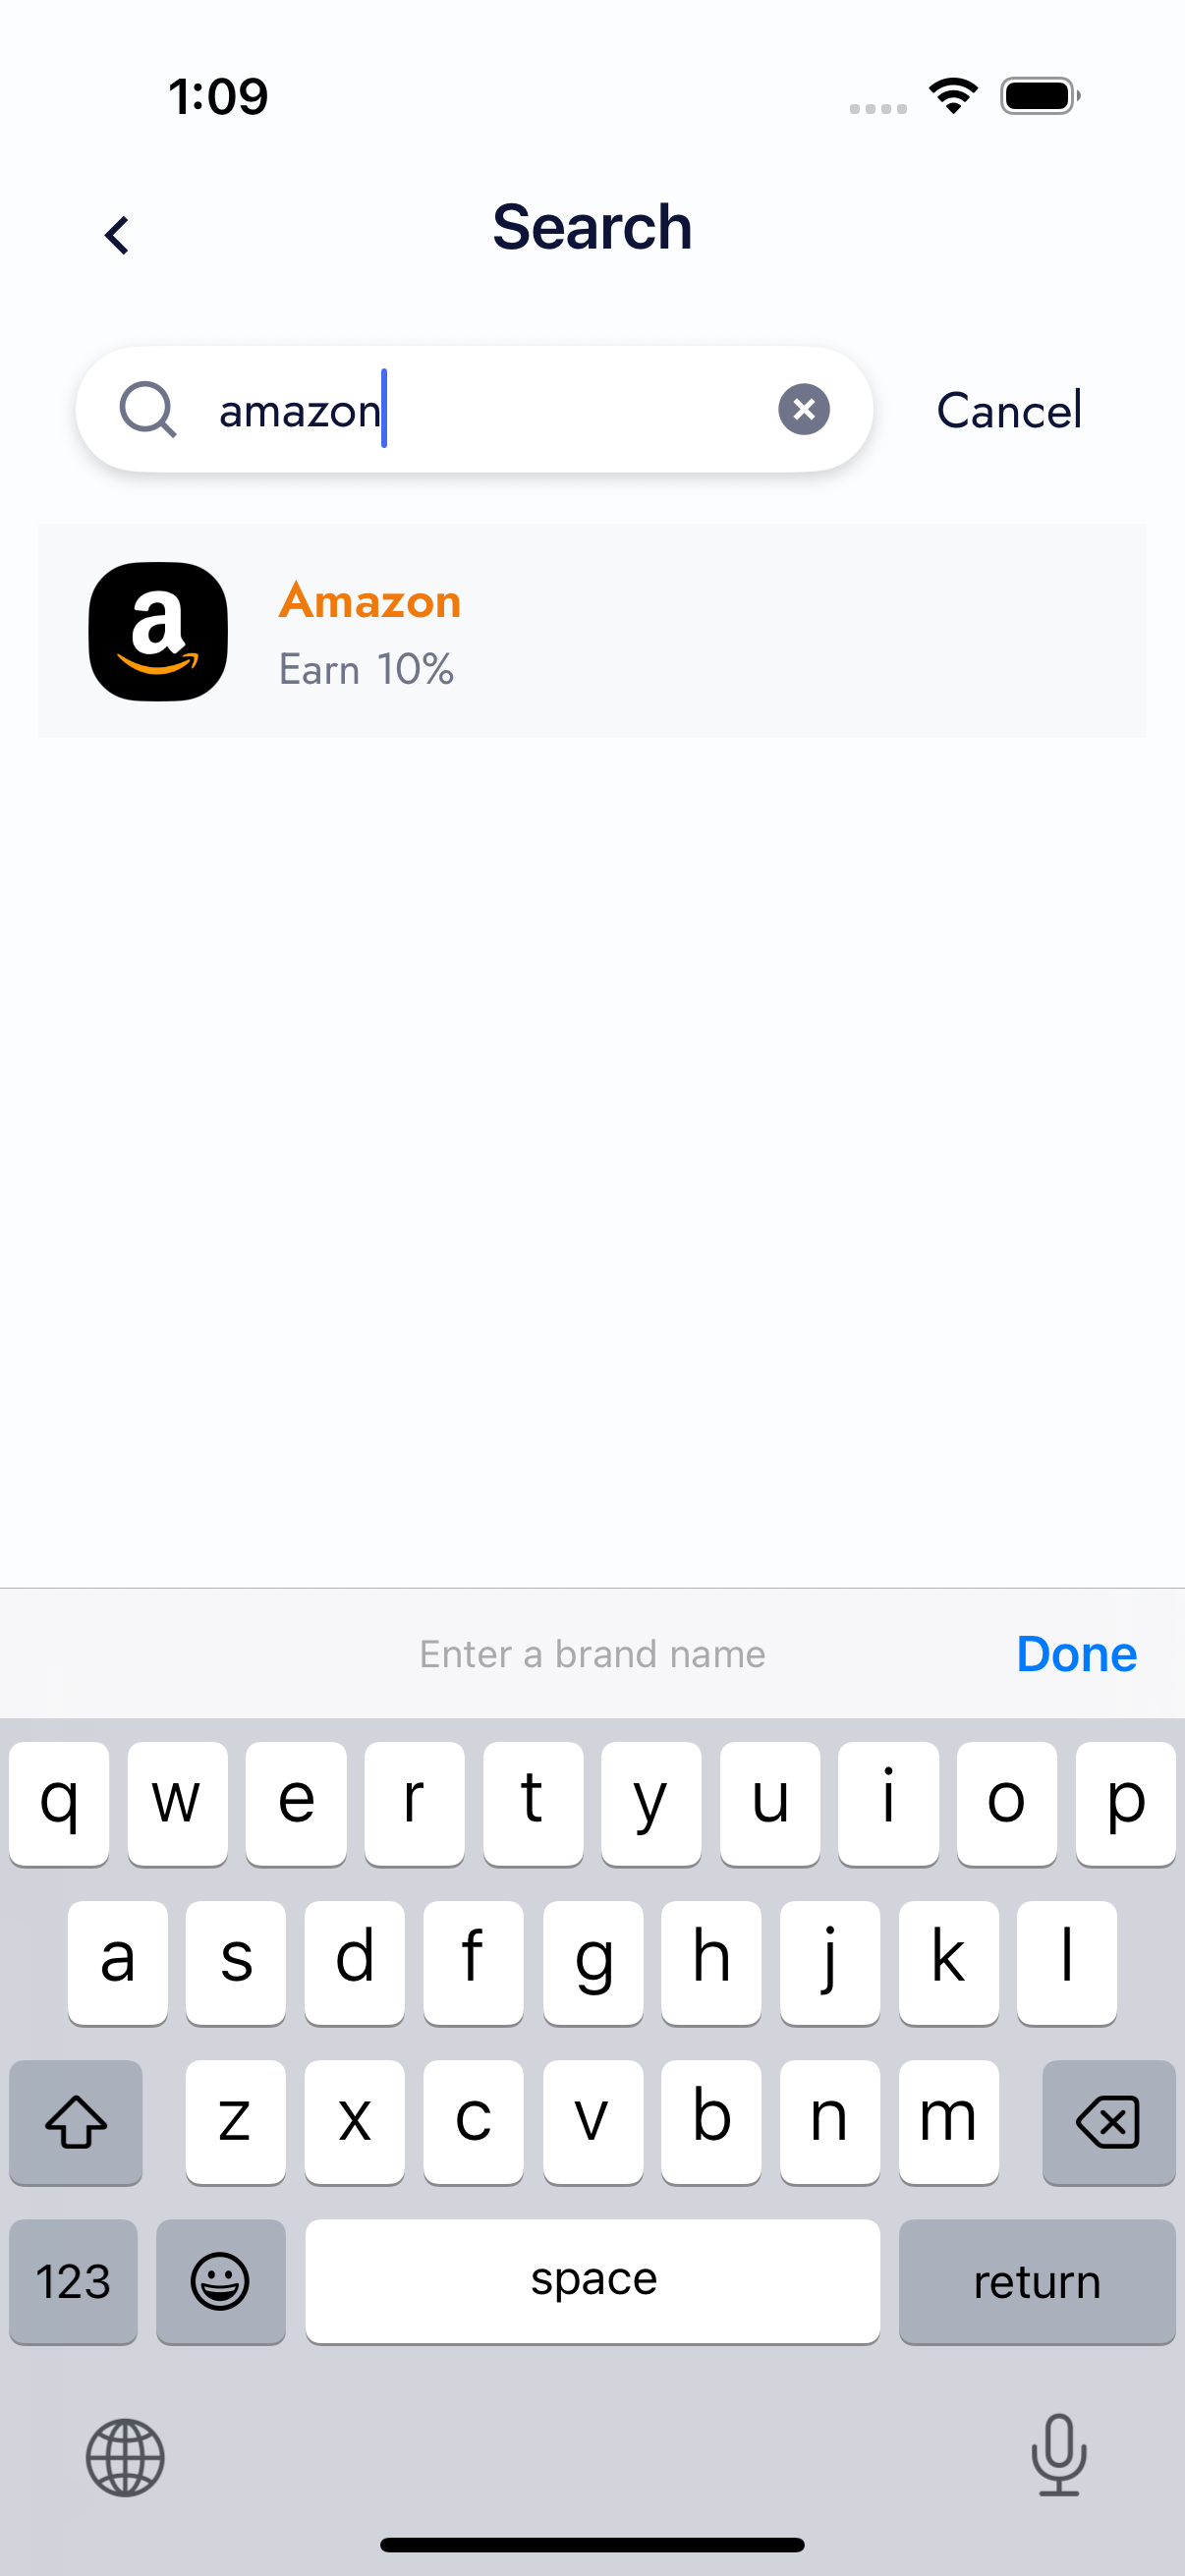 1:09
Search
amazon
Cancel
a
Amazon
Earn 10%
Enter a brand name
Done
q w e r t y u i o p
a s d f g h j k l
z x c v b n m
123
space
return